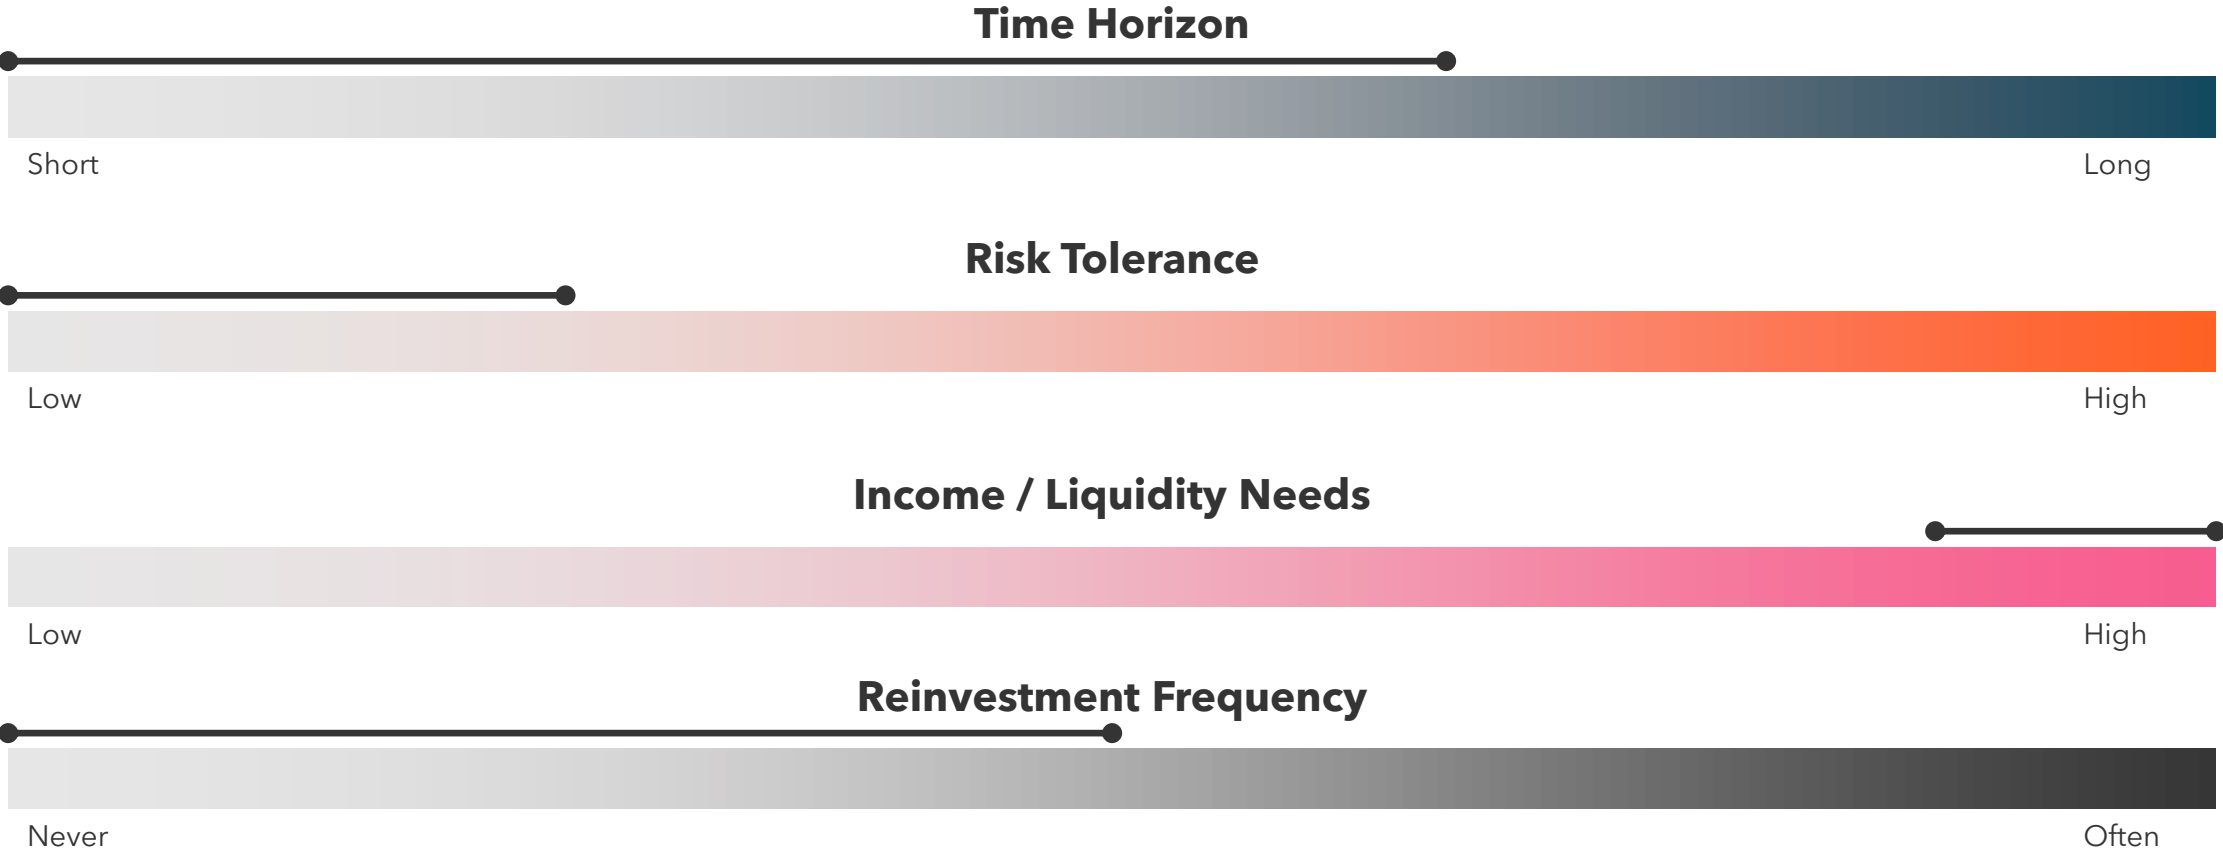 Time Horizon
Short Long
Risk Tolerance
Low High
Income / Liquidity Needs
Low High
Reinvestment Frequency
Never Often